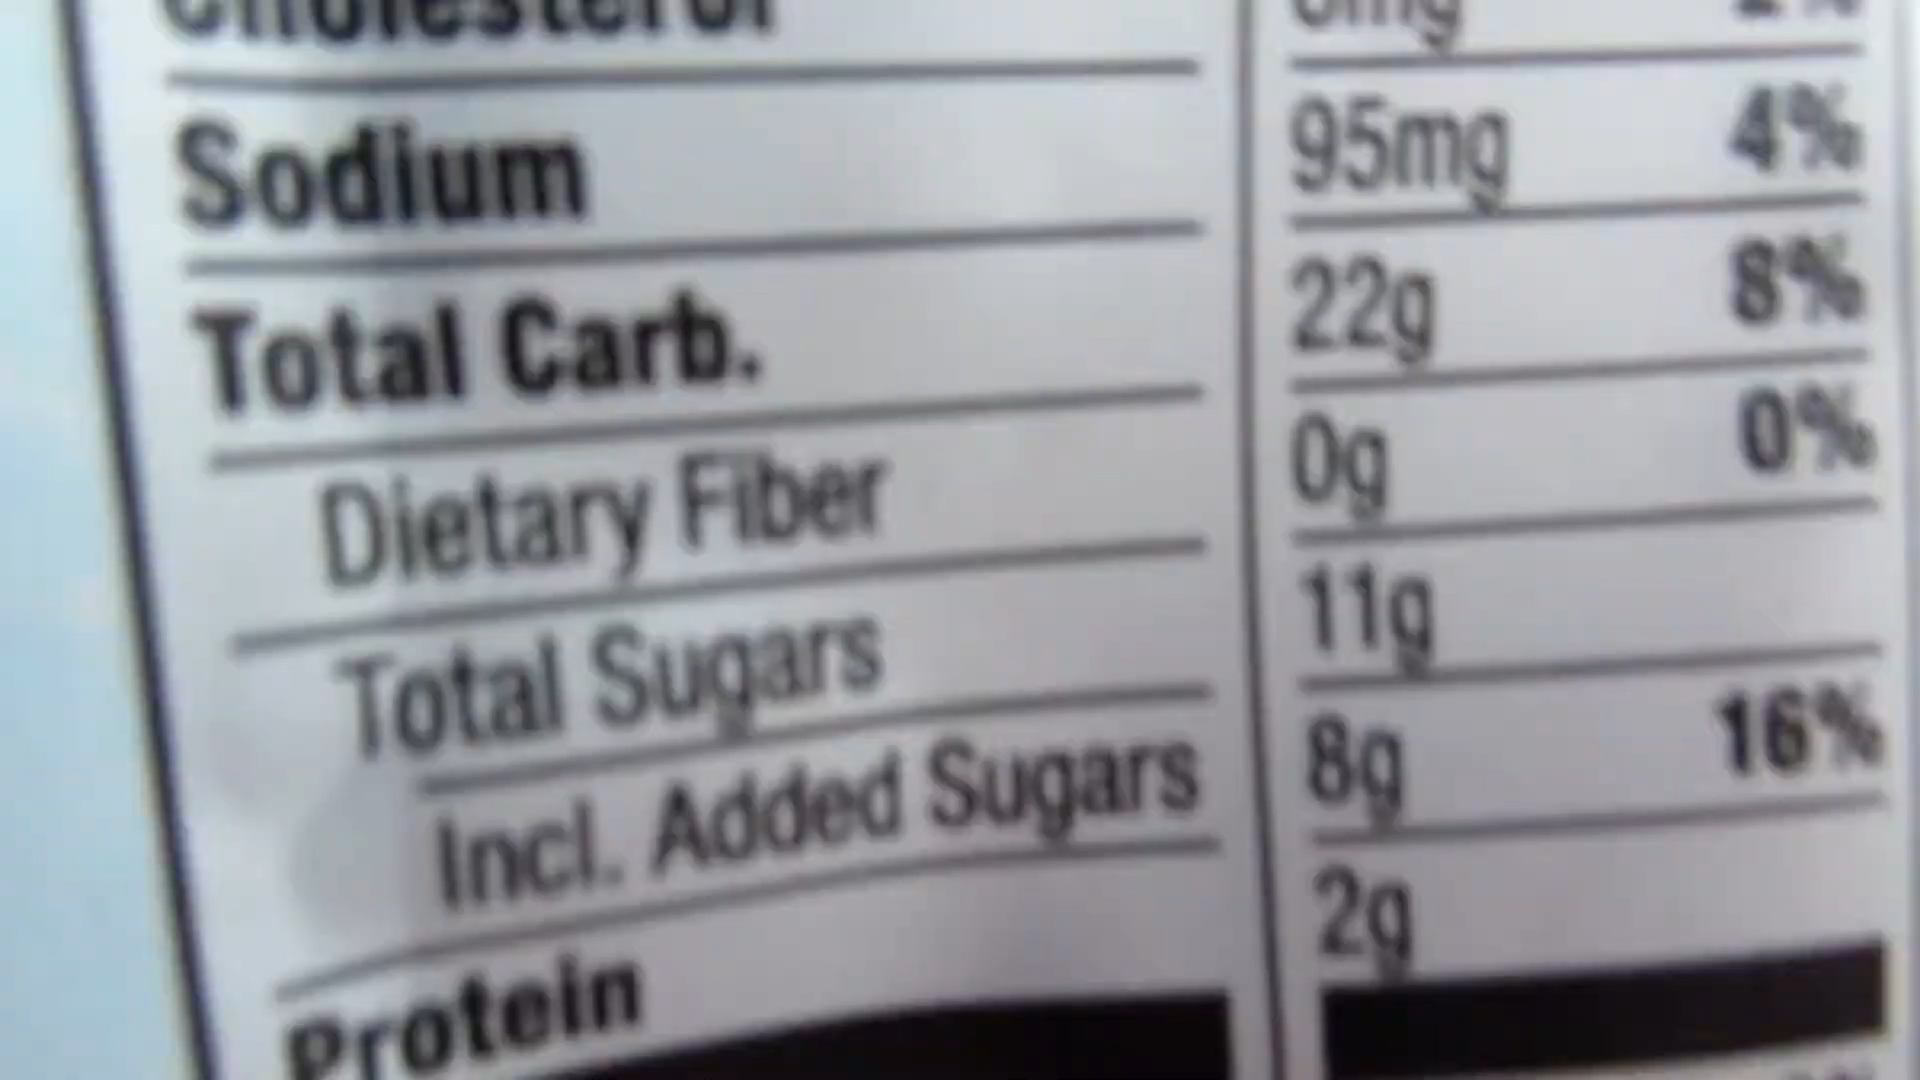 Cholesterol
Sodium 95mg 4%
Total Carb. 22g 8%
Dietary Fiber 0g 0%
Total Sugars 11g
Incl. Added Sugars 8g 16%
Protein 2g